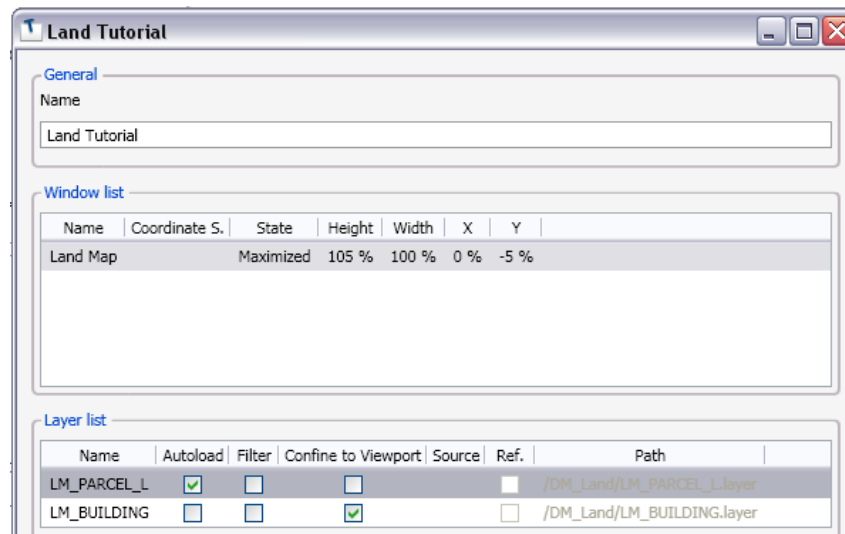 Land Tutorial
General
Name
Land Tutorial
Window list
Name Coordinate S. State Height Width X Y
Land Map Maximized 105 % 100 % 0 % -5 %
Layer list
Name Autoload Filter Confine to Viewport Source Ref. Path
LM_PARCEL_L /DM_Land/LM_PARCEL_L.layer
LM_BUILDING /DM_Land/LM_BUILDING.layer